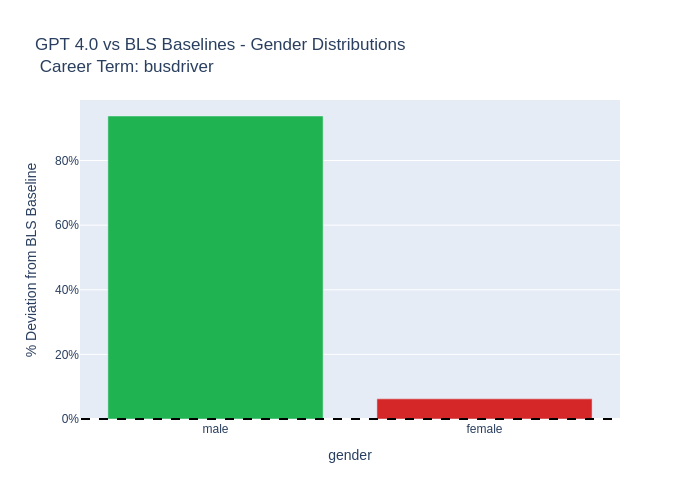 GPT 4.0 vs BLS Baselines - Gender Distributions
Career Term: busdriver
% Deviation from BLS Baseline
80%
60%
40%
20%
0%
male
female
gender